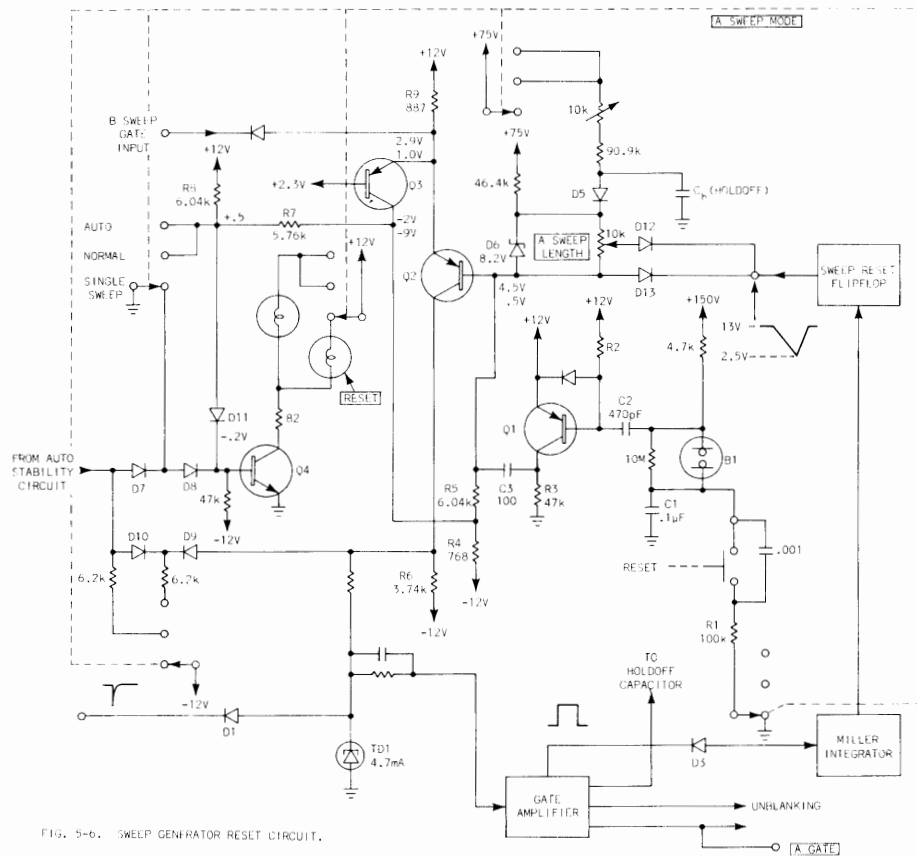 A SWEEP MODE
+75V
+12V
R9
887
10k
B SWEEP
GATE
INPUT
+12V
2.9V
1.0V
+75V
90.9k
+2.3V
Q3
R8
6.04k
46.4k
D5
Ch (HOLDOFF)
+.5
R7
5.76k
-2V
-9V
AUTO
+12V
10k
D12
D6
8.2V
A SWEEP
LENGTH
NORMAL
Q2
SWEEP RESET
FLIPFLOP
SINGLE
SWEEP
4.5V
.5V
D13
+12V
+150V
13V
+12V
2.5V
R2
4.7k
RESET
C2
470pF
D11
-.2V
82
Q1
FROM AUTO
STABILITY
CIRCUIT
Q4
10M
B1
D7
D8
R5
6.04k
C3
100
R3
47k
47k
C1
.1µF
-12V
D10
D9
R4
768
.001
RESET
6.2k
6.2k
R6
3.74k
-12V
R1
100k
-12V
TO
HOLDOFF
CAPACITOR
-12V
D1
MILLER
INTEGRATOR
D3
TD1
4.7mA
GATE
AMPLIFIER
UNBLANKING
FIG. 5-6. SWEEP GENERATOR RESET CIRCUIT.
A GATE